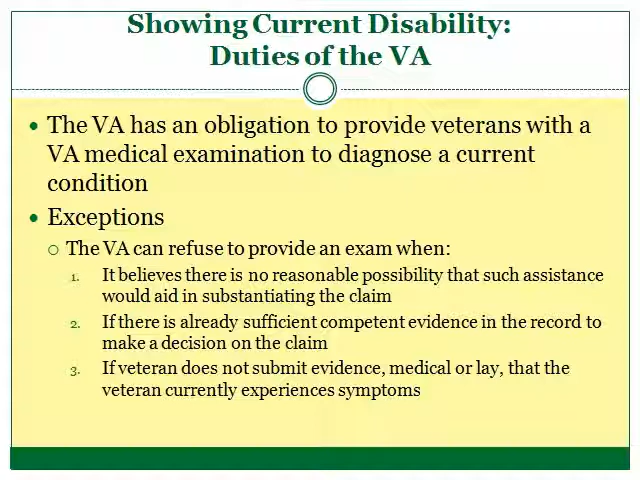 Showing Current Disability:
Duties of the VA
• The VA has an obligation to provide veterans with a
VA medical examination to diagnose a current
condition
• Exceptions
○ The VA can refuse to provide an exam when:
1. It believes there is no reasonable possibility that such assistance
would aid in substantiating the claim
2. If there is already sufficient competent evidence in the record to
make a decision on the claim
3. If veteran does not submit evidence, medical or lay, that the
veteran currently experiences symptoms